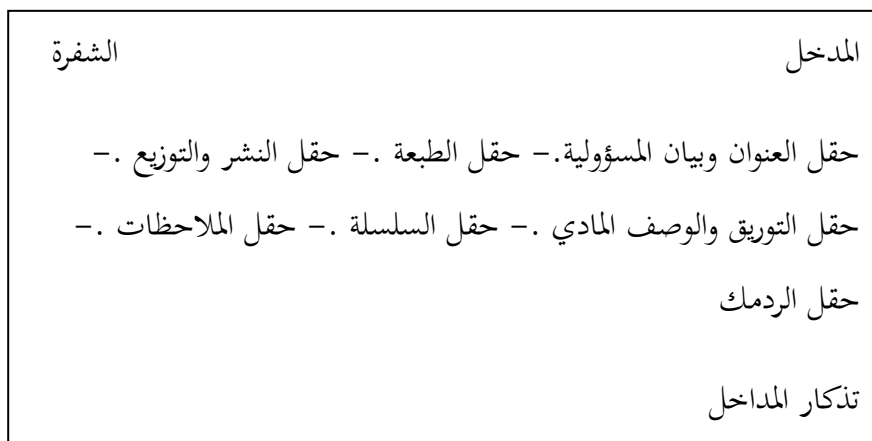 المدخل الشفرة
حقل العنوان وبيان المسؤولية.– حقل الطبعة .– حقل النشر والتوزيع .–
حقل التوريق والوصف المادي .– حقل السلسلة .– حقل الملاحظات .–
حقل الردمك
تذكار المداخل